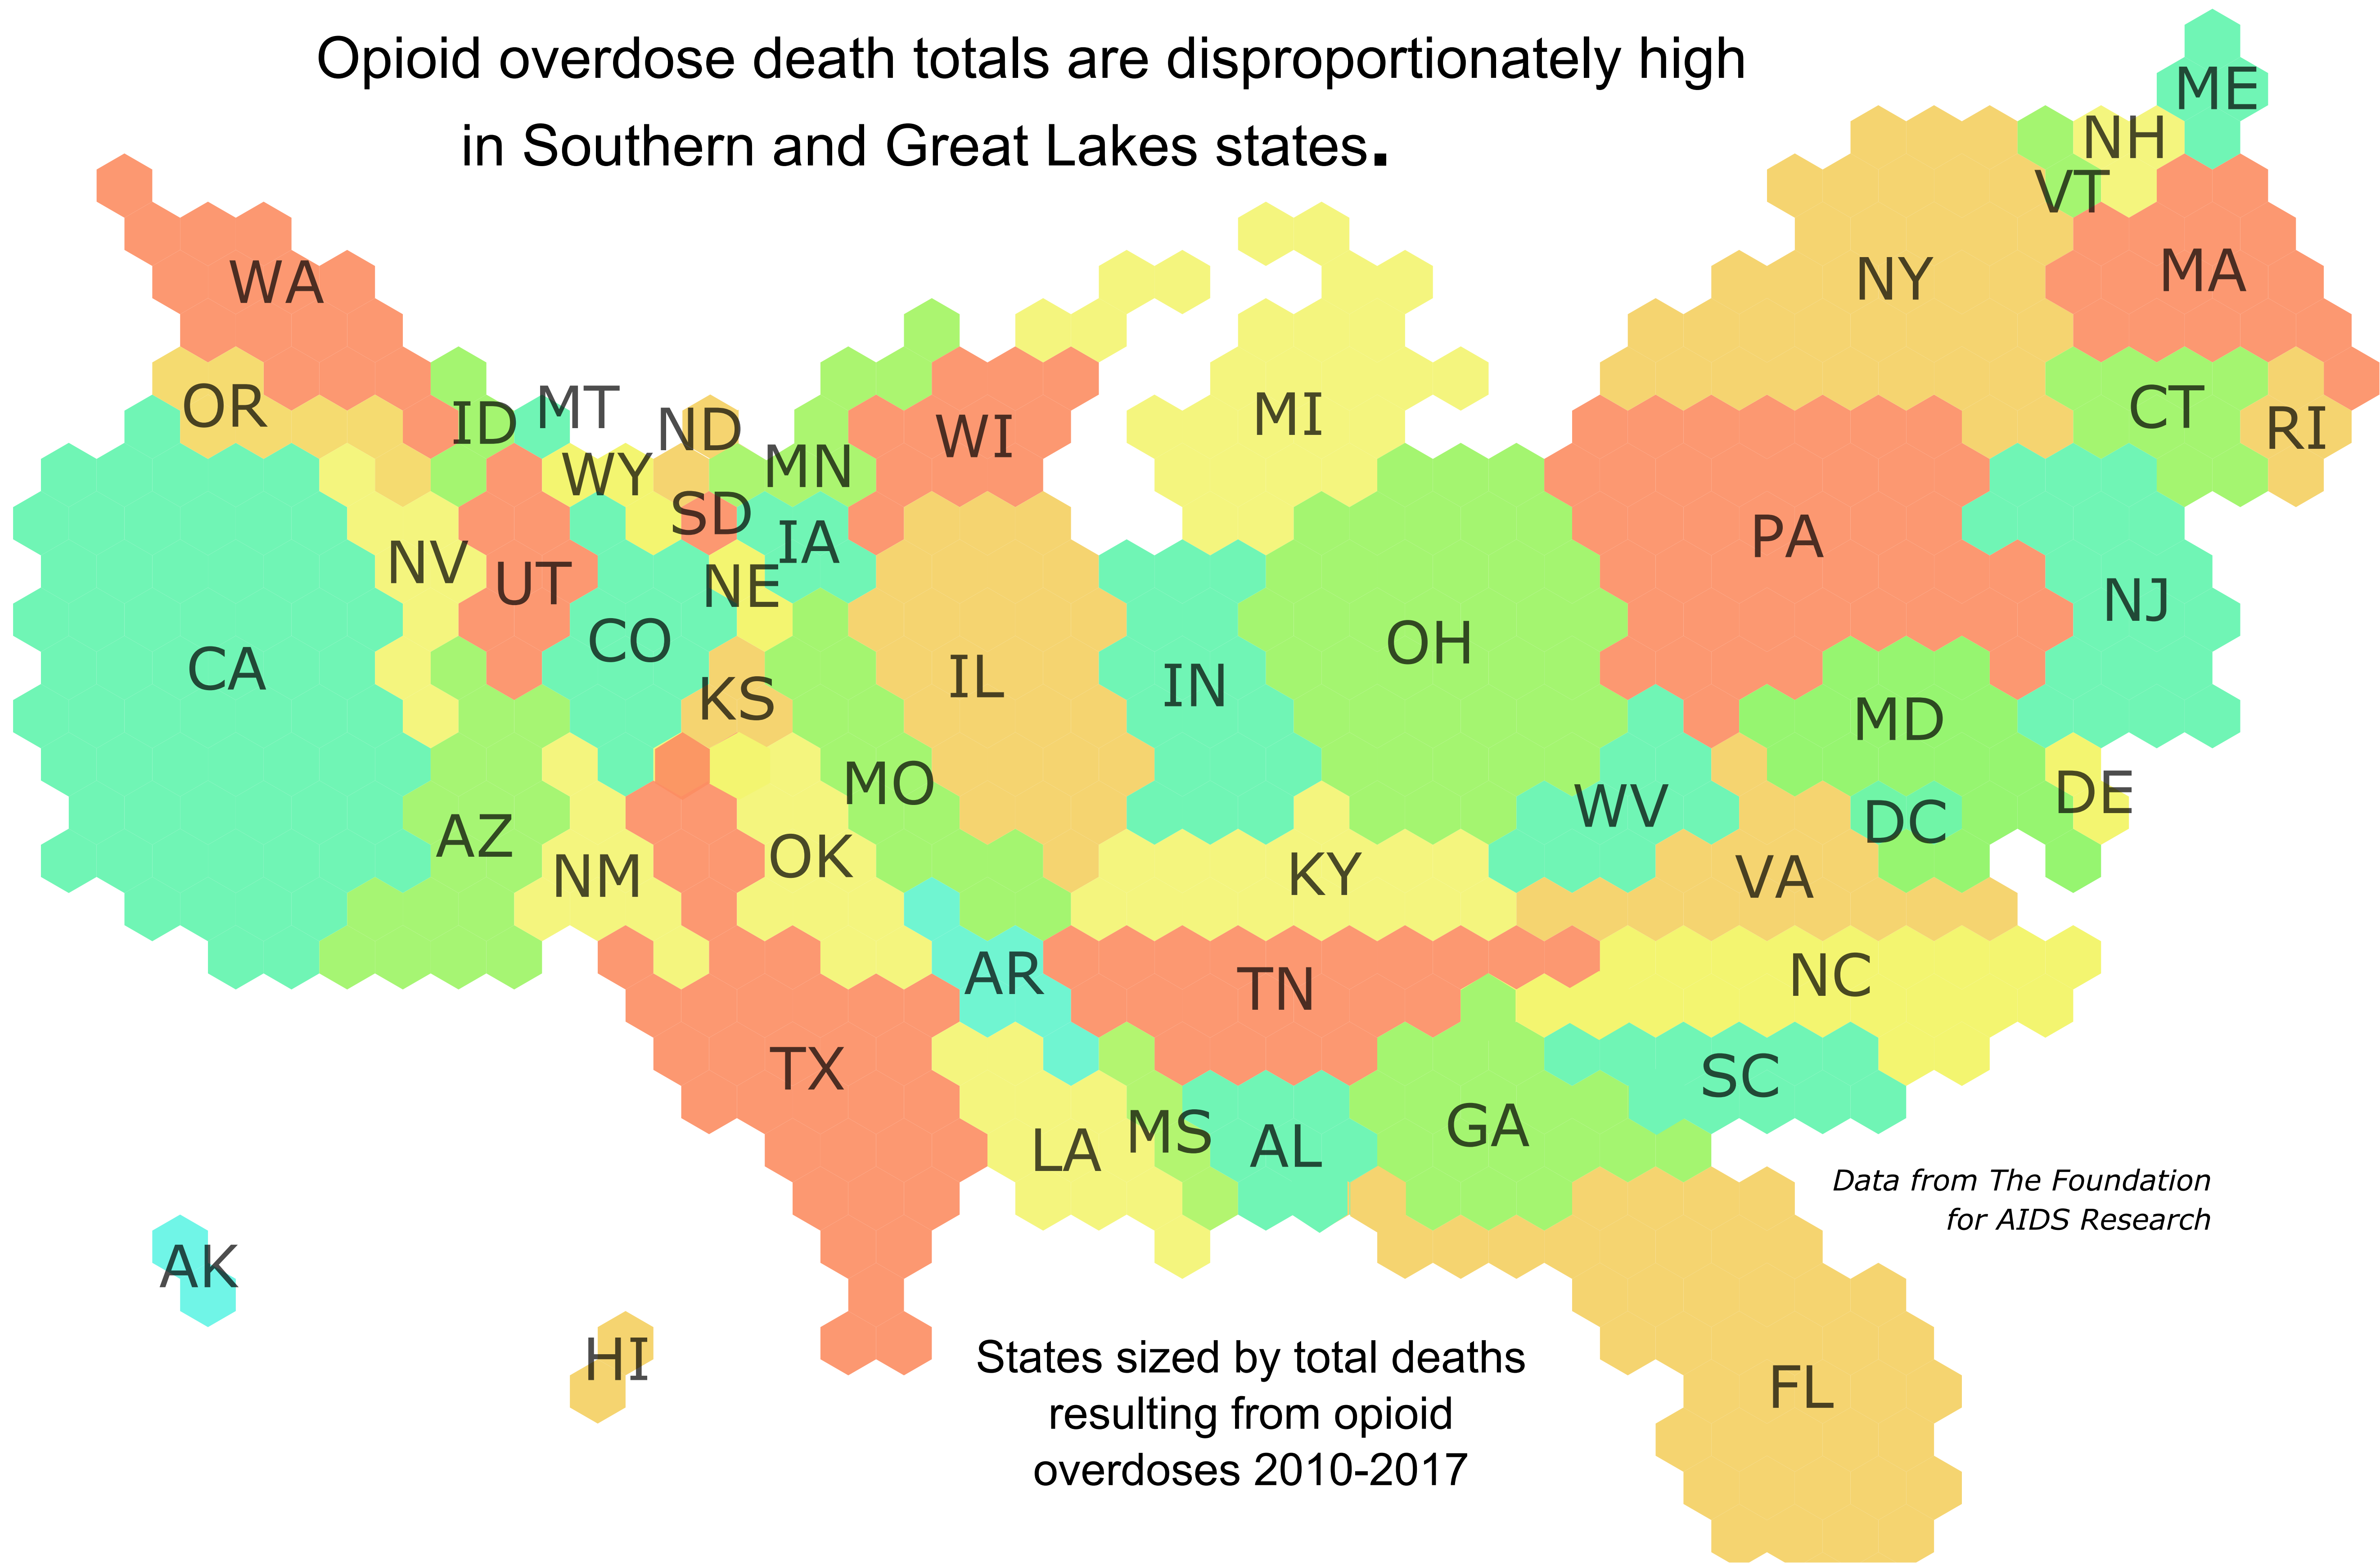 Opioid overdose death totals are disproportionately high
in Southern and Great Lakes states.
ME
NH
VT
WA
NY
MA
OR
ID
MT
ND
MN
WI
MI
CT
RI
WY
SD
IA
NV
UT
NE
PA
NJ
CA
CO
KS
IL
IN
OH
MD
MO
WV
DC
DE
AZ
NM
OK
KY
VA
AR
TN
NC
TX
LA
MS
AL
GA
SC
Data from The Foundation
for AIDS Research
AK
HI
FL
States sized by total deaths
resulting from opioid
overdoses 2010-2017